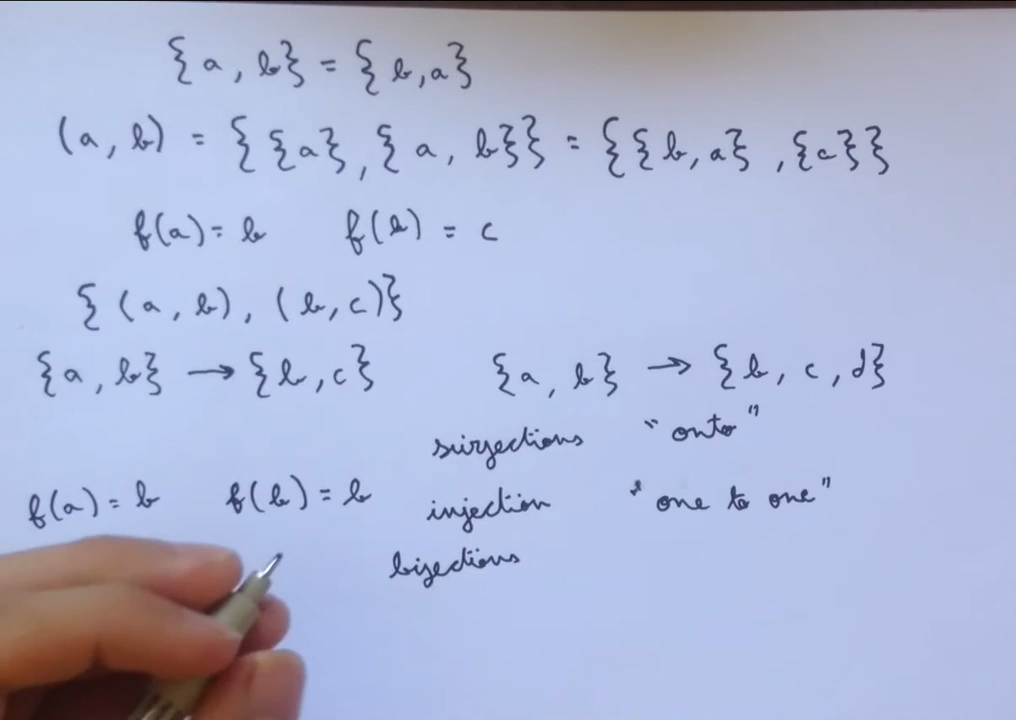 {a, b} = {b,a}
(a, b) = {{a}, {a, b}} = {{b,a}, {a}}
f(a) = b f(b) = c
{(a, b), (b, c)}
{a, b} → {b, c} {a, b} → {b, c, d}
surjections "onto"
f(a) = b f(b) = b injection "one to one"
bijections